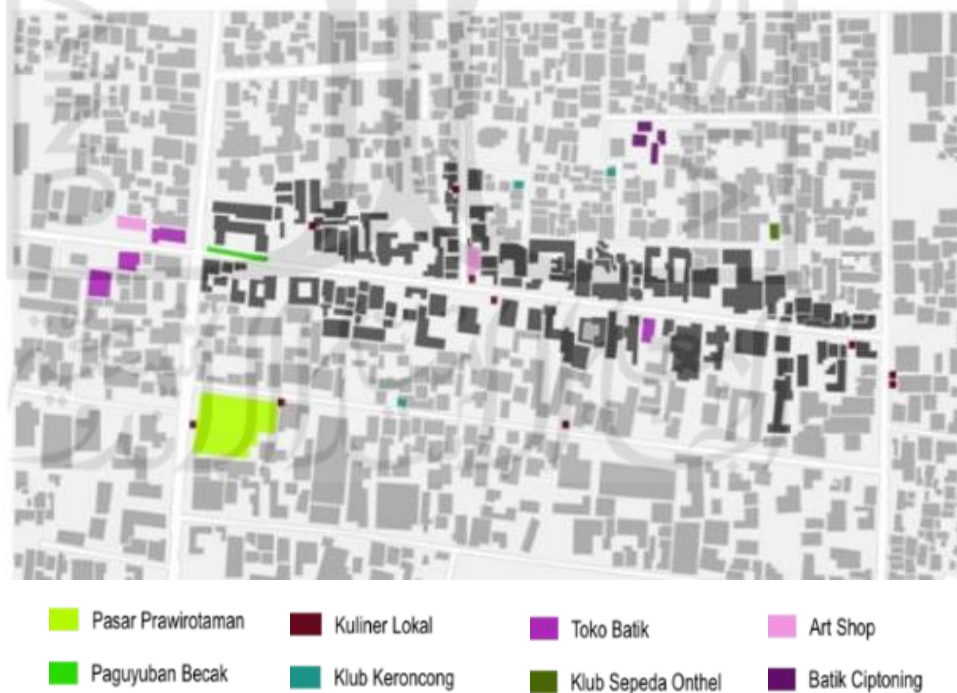 Pasar Prawirotaman
Kuliner Lokal
Toko Batik
Art Shop
Paguyuban Becak
Klub Keroncong
Klub Sepeda Onthel
Batik Ciptoning